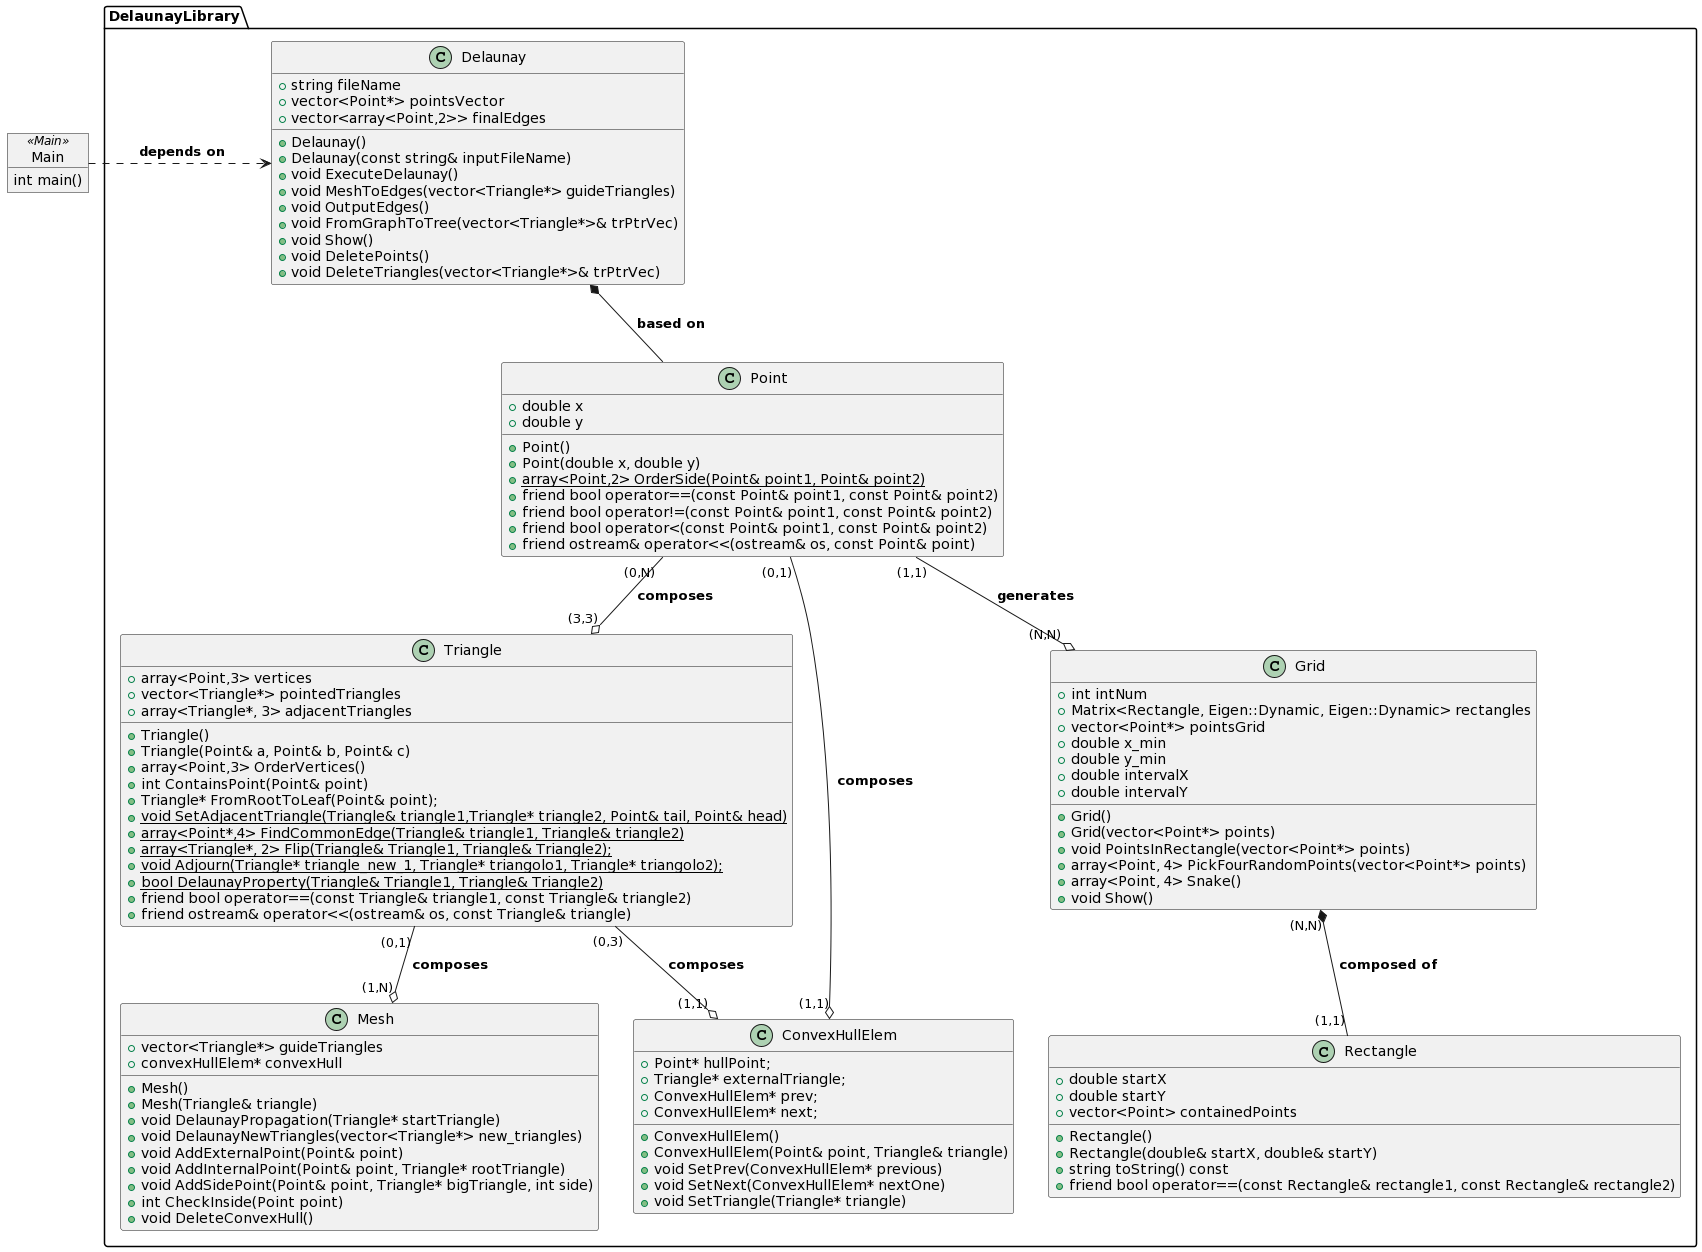 DelaunayLibrary
Delaunay
string fileName
vector<Point*> pointsVector
vector<array<Point,2>> finalEdges
Delaunay()
Delaunay(const string& inputFileName)
void ExecuteDelaunay()
void MeshToEdges(vector<Triangle*> guideTriangles)
void OutputEdges()
void FromGraphToTree(vector<Triangle*>& trPtrVec)
void Show()
void DeletePoints()
void DeleteTriangles(vector<Triangle*>& trPtrVec)
«Main»
Main
int main()
depends on
based on
Point
double x
double y
Point()
Point(double x, double y)
array<Point,2> OrderSide(Point& point1, Point& point2)
friend bool operator==(const Point& point1, const Point& point2)
friend bool operator!=(const Point& point1, const Point& point2)
friend bool operator<(const Point& point1, const Point& point2)
friend ostream& operator<<(ostream& os, const Point& point)
(0,N)
(0,1)
(1,1)
composes
generates
(3,3)
(N,N)
Triangle
array<Point,3> vertices
vector<Triangle*> pointedTriangles
array<Triangle*, 3> adjacentTriangles
Triangle()
Triangle(Point& a, Point& b, Point& c)
array<Point,3> OrderVertices()
int ContainsPoint(Point& point)
Triangle* FromRootToLeaf(Point& point);
void SetAdjacentTriangle(Triangle& triangle1,Triangle* triangle2, Point& tail, Point& head)
array<Point*,4> FindCommonEdge(Triangle& triangle1, Triangle& triangle2)
array<Triangle*, 2> Flip(Triangle& Triangle1, Triangle& Triangle2);
void Adjourn(Triangle* triangle_new_1, Triangle* triangolo1, Triangle* triangolo2);
bool DelaunayProperty(Triangle& Triangle1, Triangle& Triangle2)
friend bool operator==(const Triangle& triangle1, const Triangle& triangle2)
friend ostream& operator<<(ostream& os, const Triangle& triangle)
composes
Grid
int intNum
Matrix<Rectangle, Eigen::Dynamic, Eigen::Dynamic> rectangles
vector<Point*> pointsGrid
double x_min
double y_min
double intervalX
double intervalY
Grid()
Grid(vector<Point*> points)
void PointsInRectangle(vector<Point*> points)
array<Point, 4> PickFourRandomPoints(vector<Point*> points)
array<Point, 4> Snake()
void Show()
(0,1)
(0,3)
(N,N)
composes
composes
composed of
(1,N)
(1,1)
(1,1)
(1,1)
Mesh
vector<Triangle*> guideTriangles
convexHullElem* convexHull
Mesh()
Mesh(Triangle& triangle)
void DelaunayPropagation(Triangle* startTriangle)
void DelaunayNewTriangles(vector<Triangle*> new_triangles)
void AddExternalPoint(Point& point)
void AddInternalPoint(Point& point, Triangle* rootTriangle)
void AddSidePoint(Point& point, Triangle* bigTriangle, int side)
int CheckInside(Point point)
void DeleteConvexHull()
ConvexHullElem
Point* hullPoint;
Triangle* externalTriangle;
ConvexHullElem* prev;
ConvexHullElem* next;
ConvexHullElem()
ConvexHullElem(Point& point, Triangle& triangle)
void SetPrev(ConvexHullElem* previous)
void SetNext(ConvexHullElem* nextOne)
void SetTriangle(Triangle* triangle)
Rectangle
double startX
double startY
vector<Point> containedPoints
Rectangle()
Rectangle(double& startX, double& startY)
string toString() const
friend bool operator==(const Rectangle& rectangle1, const Rectangle& rectangle2)